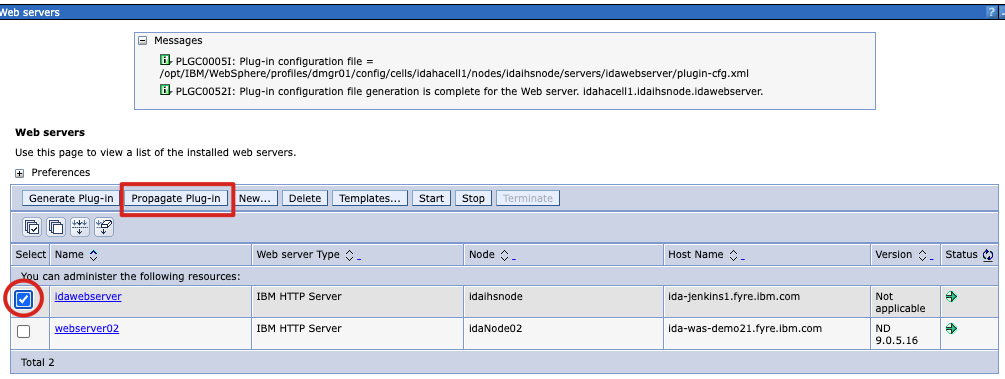 Web servers
?
Messages
PLGC0005I: Plug-in configuration file =
/opt/IBM/WebSphere/profiles/dmgr01/config/cells/idahacell1/nodes/idaihsnode/servers/idawebserver/plugin-cfg.xml
PLGC0052I: Plug-in configuration file generation is complete for the Web server. idahacell1.idaihsnode.idawebserver.
Web servers
Use this page to view a list of the installed web servers.
Preferences
Generate Plug-in Propagate Plug-in New... Delete Templates... Start Stop Terminate
Select Name Web server Type Node Host Name Version Status
You can administer the following resources:
idawebserver IBM HTTP Server idaihsnode ida-jenkins1.fyre.ibm.com Not
applicable
webserver02 IBM HTTP Server idaNode02 ida-was-demo21.fyre.ibm.com ND
9.0.5.16
Total 2